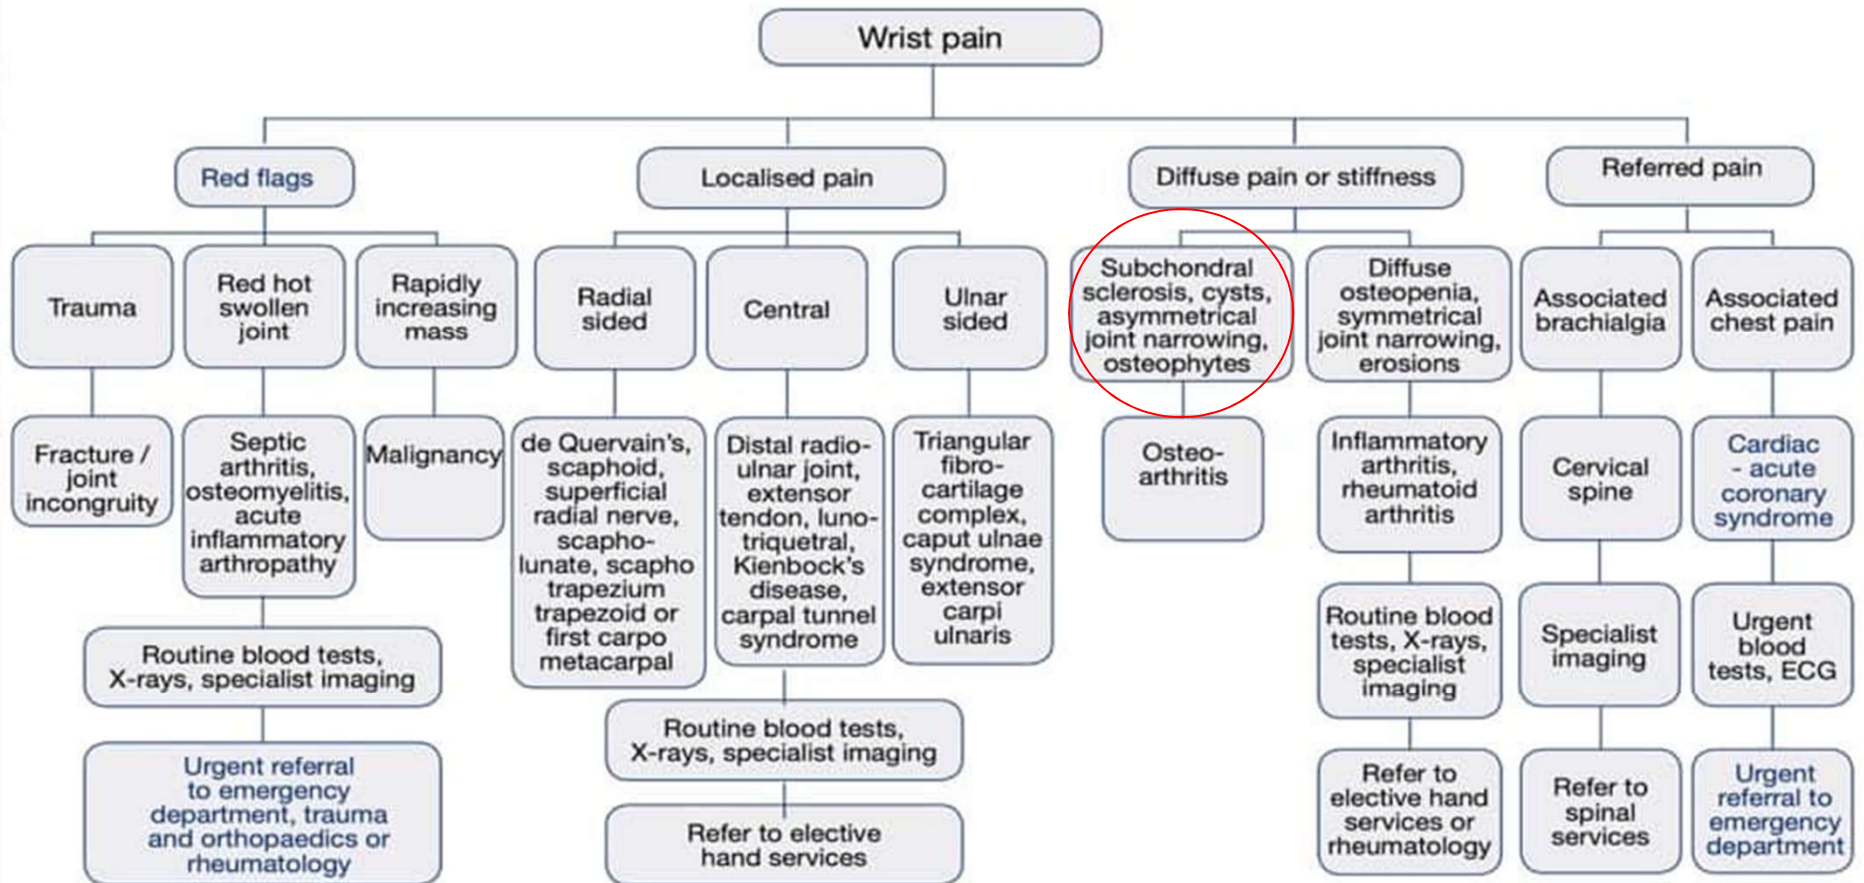 Wrist pain
Red flags
Localised pain
Diffuse pain or stiffness
Referred pain
Trauma
Red hot
swollen
joint
Rapidly
increasing
mass
Radial
sided
Central
Ulnar
sided
Subchondral
sclerosis, cysts,
asymmetrical
joint narrowing,
osteophytes
Diffuse
osteopenia,
symmetrical
joint narrowing,
erosions
Associated
brachialgia
Associated
chest pain
Fracture /
joint
incongruity
Septic
arthritis,
osteomyelitis,
acute
inflammatory
arthropathy
Malignancy
de Quervain's,
scaphoid,
superficial
radial nerve,
scapho-
lunate, scapho
trapezium
trapezoid or
first carpo
metacarpal
Distal radio-
ulnar joint,
extensor
tendon, luno-
triquetral,
Kienbock's
disease,
carpal tunnel
syndrome
Triangular
fibro-
cartilage
complex,
caput ulnae
syndrome,
extensor
carpi
ulnaris
Osteo-
arthritis
Inflammatory
arthritis,
rheumatoid
arthritis
Cervical
spine
Cardiac
- acute
coronary
syndrome
Routine blood tests,
X-rays, specialist imaging
Routine blood tests,
X-rays, specialist imaging
Routine blood
tests, X-rays,
specialist
imaging
Specialist
imaging
Urgent
blood
tests, ECG
Urgent referral
to emergency
department, trauma
and orthopaedics or
rheumatology
Refer to elective
hand services
Refer to
elective hand
services or
rheumatology
Refer to
spinal
services
Urgent
referral to
emergency
department